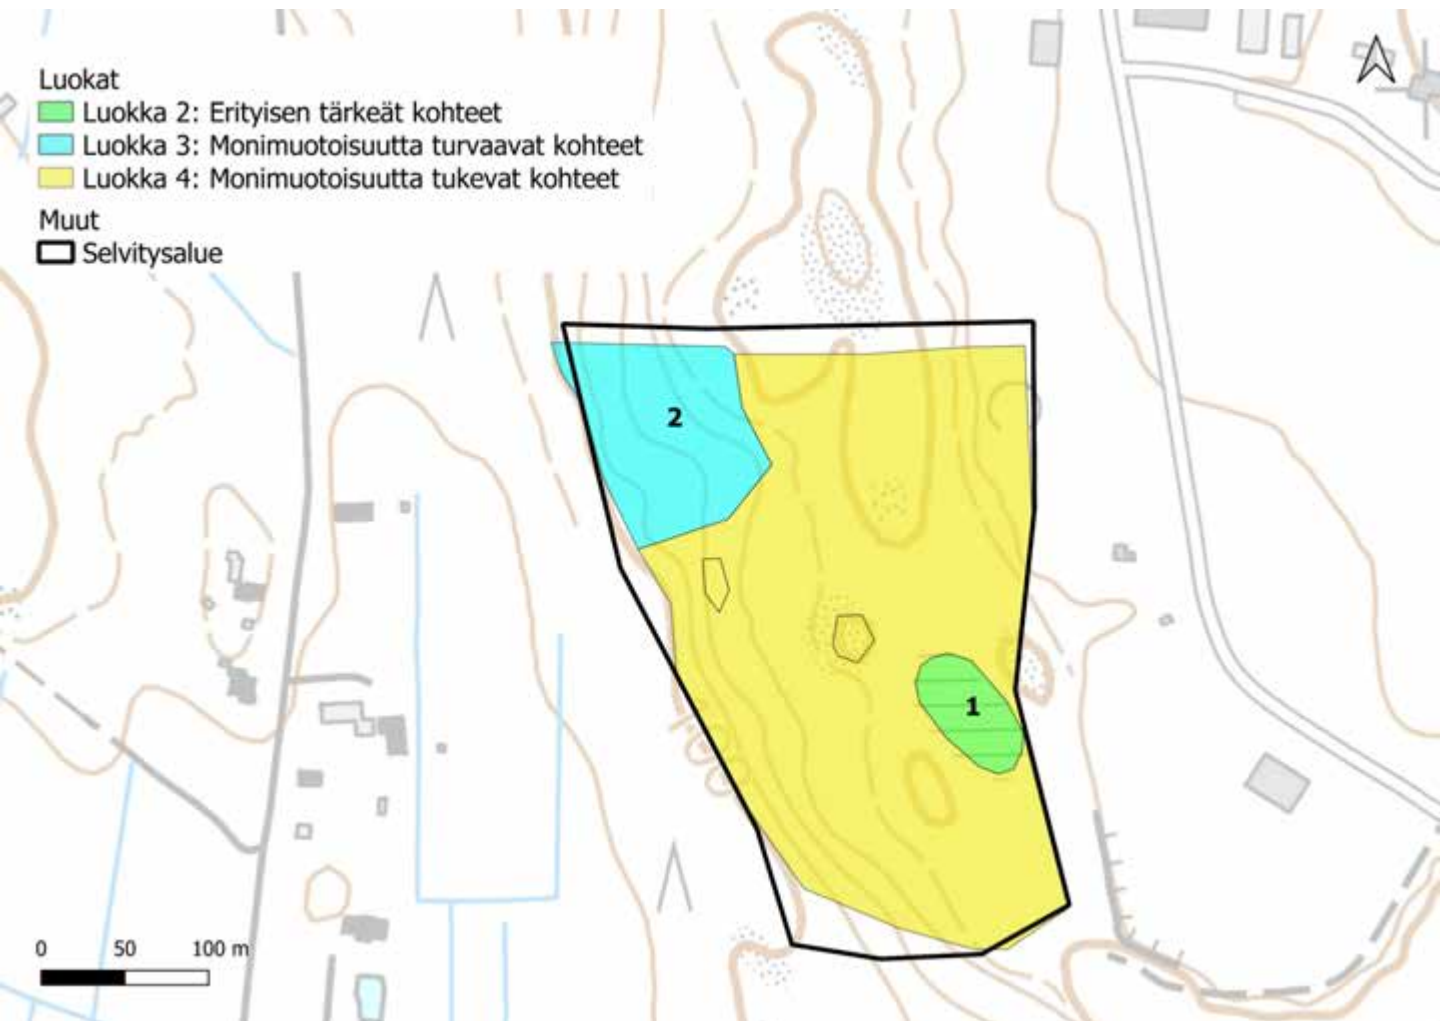 Luokat
Luokka 2: Erityisen tärkeät kohteet
Luokka 3: Monimuotoisuutta turvaavat kohteet
Luokka 4: Monimuotoisuutta tukevat kohteet
Muut
Selvitysalue
2
1
0 50 100 m